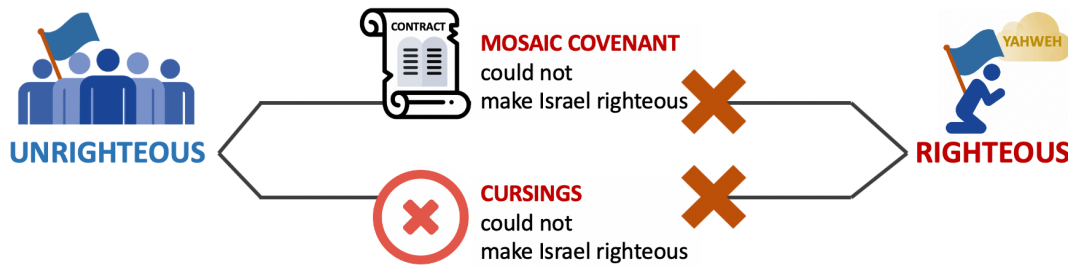 UNRIGHTEOUS
CONTRACT
MOSAIC COVENANT
could not
make Israel righteous
CURSINGS
could not
make Israel righteous
YAHWEH
RIGHTEOUS